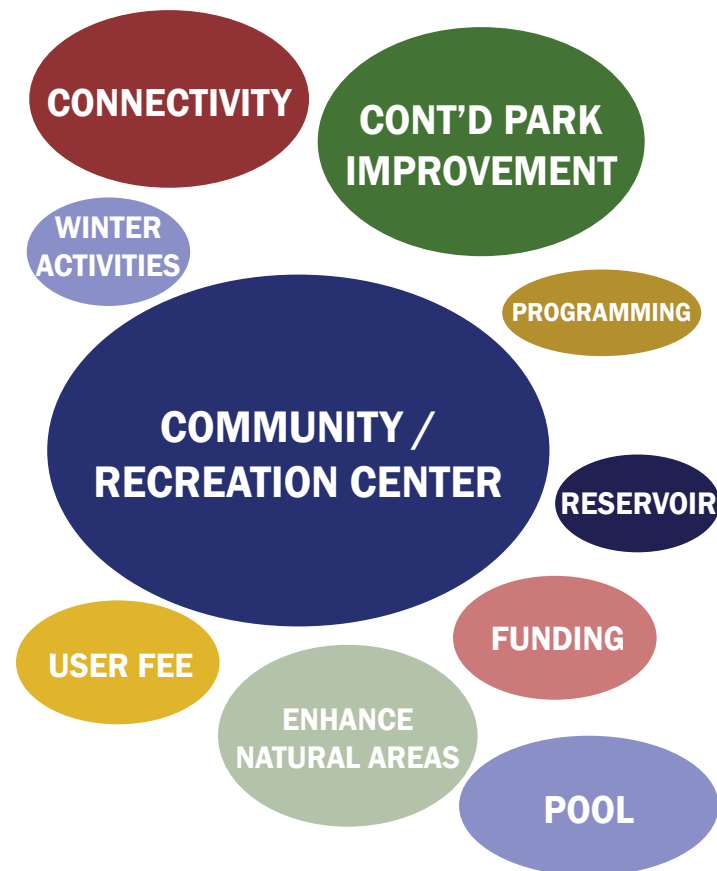 CONNECTIVITY
CONT’D PARK
IMPROVEMENT
WINTER
ACTIVITIES
PROGRAMMING
COMMUNITY /
RECREATION CENTER
RESERVOIR
FUNDING
USER FEE
ENHANCE
NATURAL AREAS
POOL